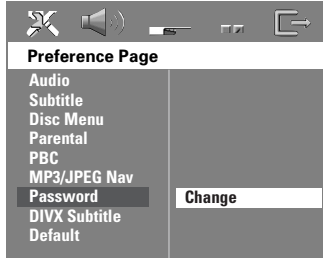 Preference Page
Audio
Subtitle
Disc Menu
Parental
PBC
MP3/JPEG Nav
Password
Change
DIVX Subtitle
Default